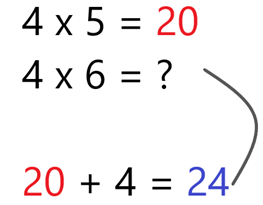 4 x 5 = 20
4 x 6 = ?
20 + 4 = 24